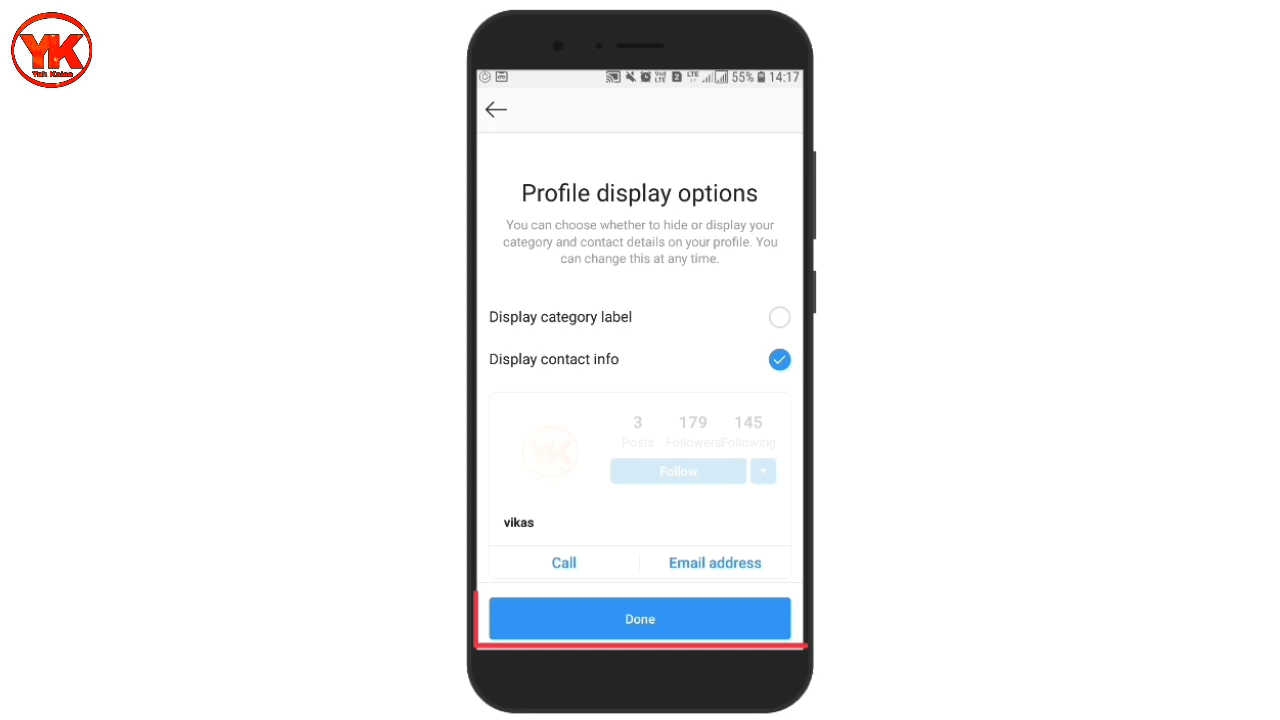 YK
55% 14:17
Profile display options
You can choose whether to hide or display your
category and contact details on your profile. You
can change this at any time.
Display category label
Display contact info
3 179 145
Posts Followers Following
YK
Follow
vikas
Call Email address
Done